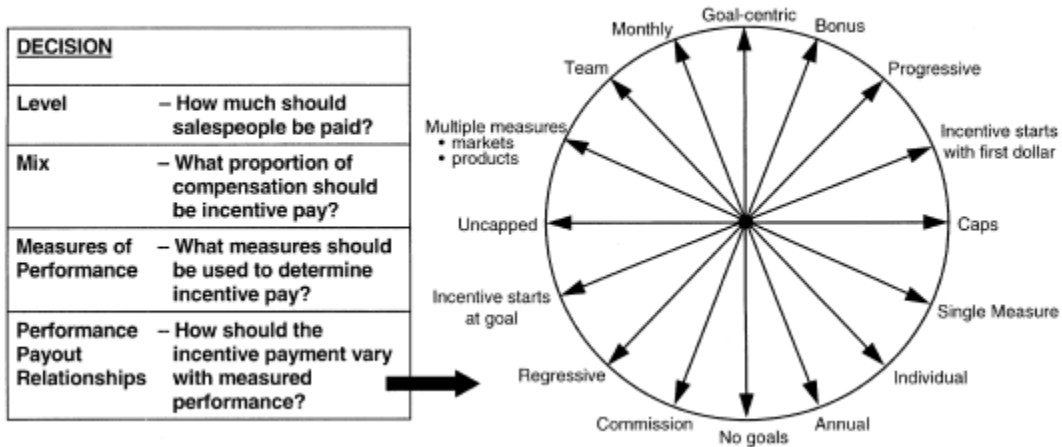 DECISION
Level – How much should
salespeople be paid?
Mix – What proportion of
compensation should
be incentive pay?
Measures of – What measures should
Performance be used to determine
incentive pay?
Performance – How should the
Payout incentive payment vary
Relationships with measured
performance?
Goal-centric
Monthly
Bonus
Team
Progressive
Multiple measures
• markets
• products
Incentive starts
with first dollar
Uncapped
Caps
Incentive starts
at goal
Single Measure
Regressive
Individual
Commission
Annual
No goals